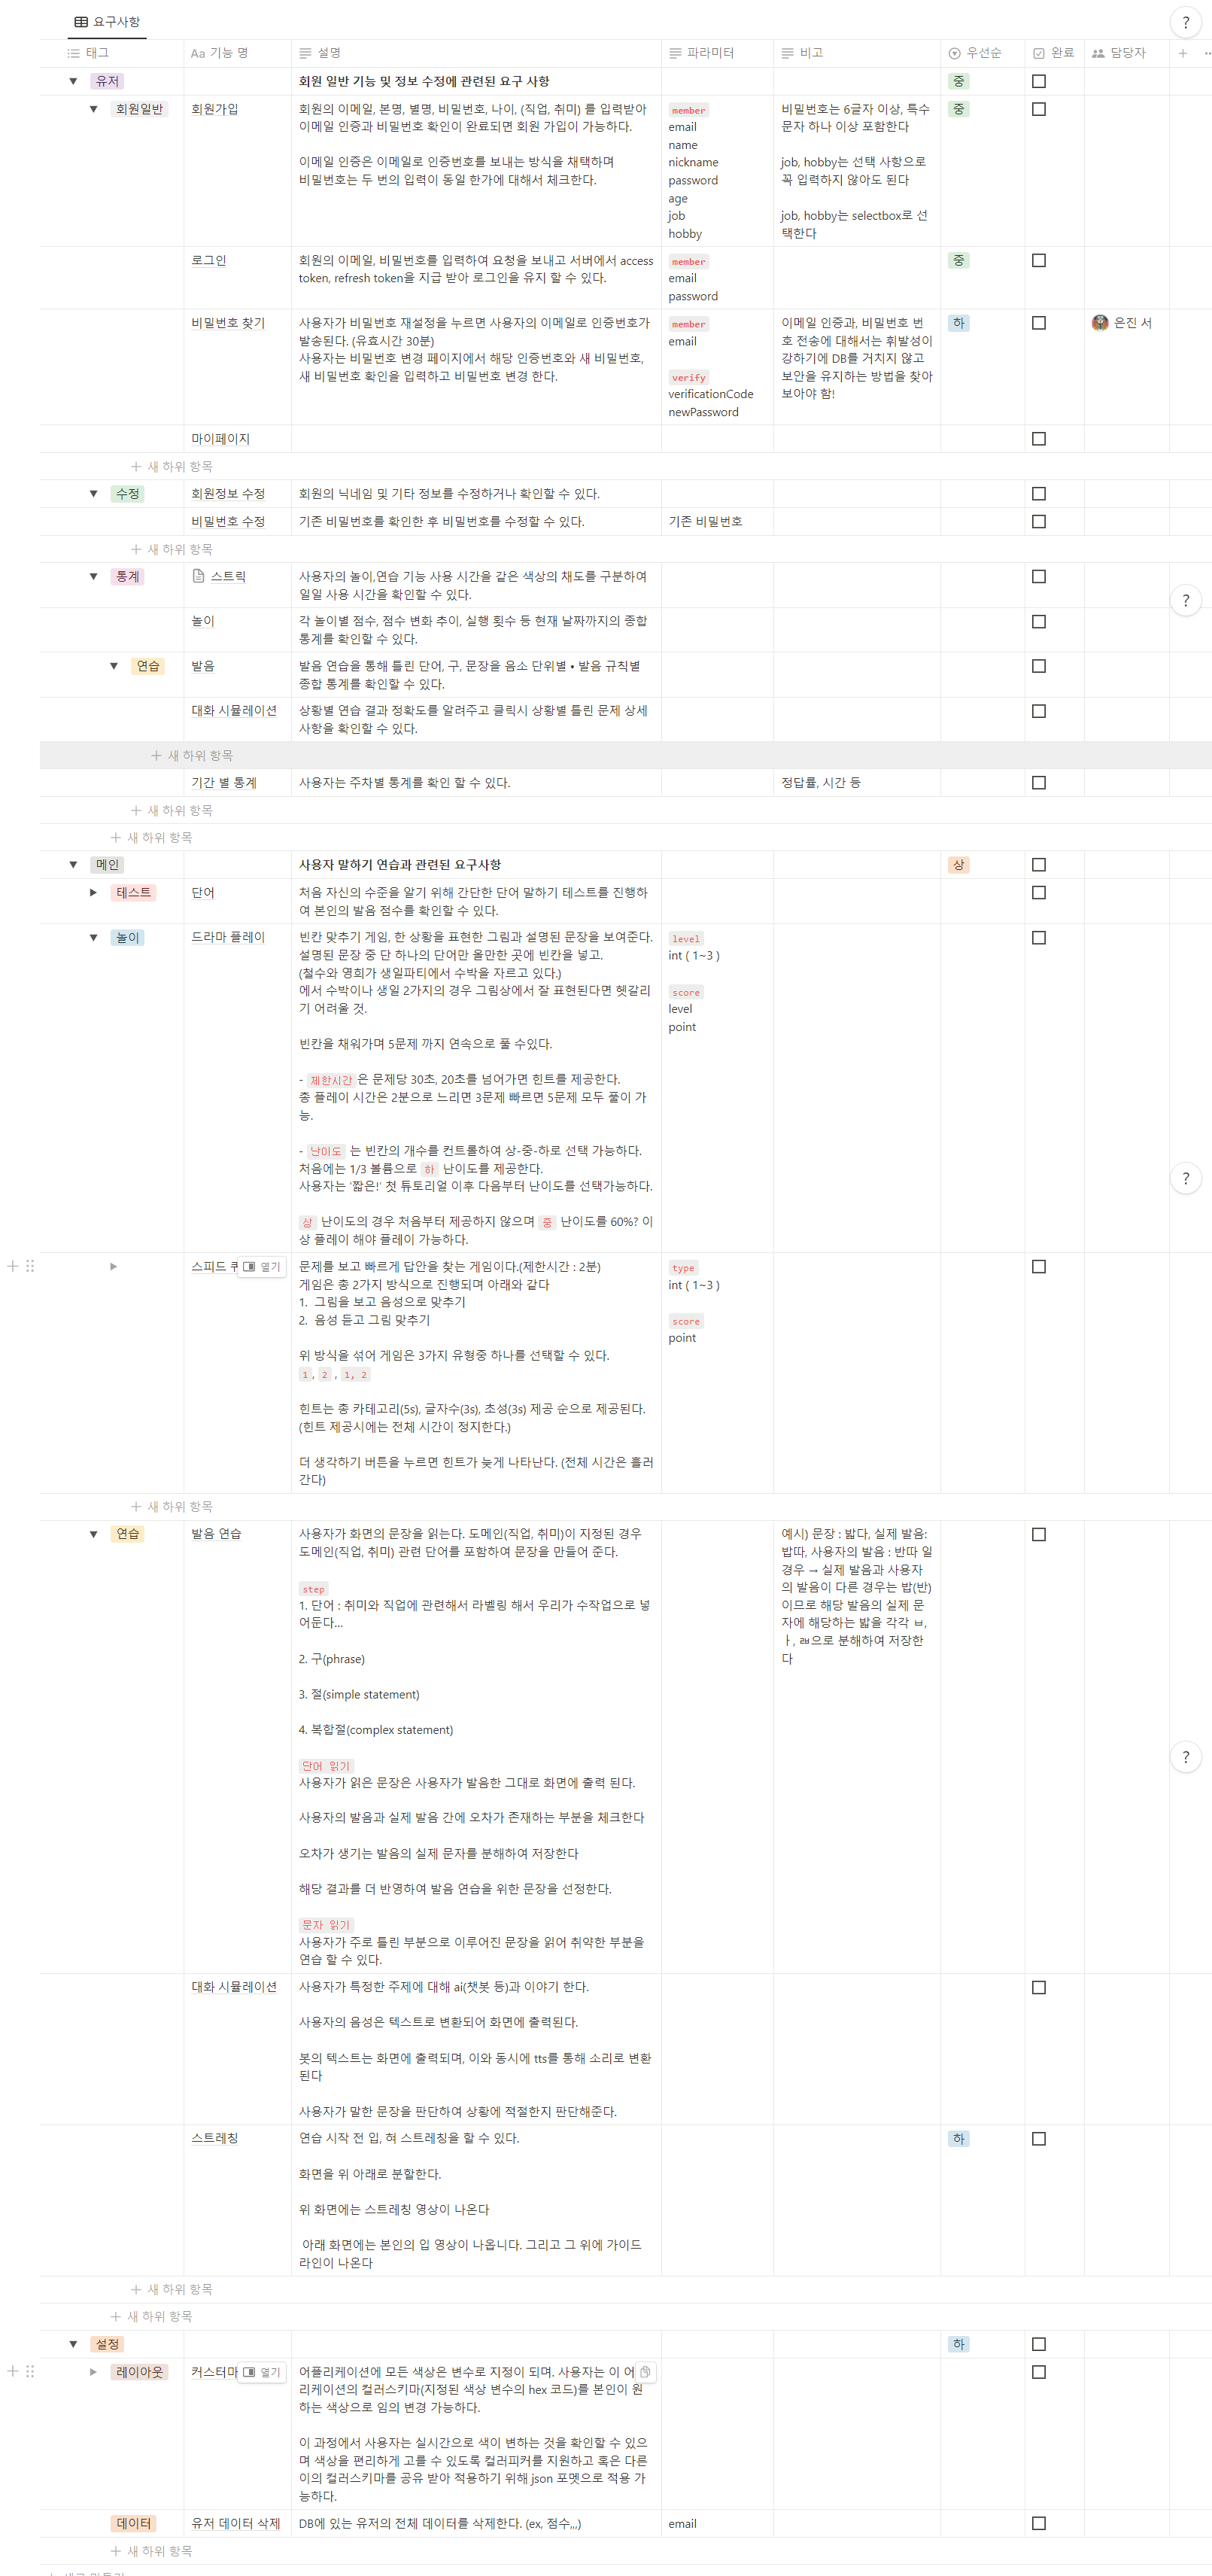 요구사항
?
태그 Aa 기능 명 설명 파라미터 비고 우선순 완료 담당자 + ···
유저 회원 일반 기능 및 정보 수정에 관련된 요구 사항 중
회원일반 회원가입 회원의 이메일, 본명, 별명, 비밀번호, 나이, (직업, 취미) 를 입력받아 member 비밀번호는 6글자 이상, 특수 중
이메일 인증과 비밀번호 확인이 완료되면 회원 가입이 가능하다. email 문자 하나 이상 포함한다
name
이메일 인증은 이메일로 인증번호를 보내는 방식을 채택하며 nickname job, hobby는 선택 사항으로
비밀번호는 두 번의 입력이 동일 한가에 대해서 체크한다. password 꼭 입력하지 않아도 된다
age
job job, hobby는 selectbox로 선
hobby 택한다
로그인 회원의 이메일, 비밀번호를 입력하여 요청을 보내고 서버에서 access member 중
token, refresh token을 지급 받아 로그인을 유지 할 수 있다. email
password
비밀번호 찾기 사용자가 비밀번호 재설정을 누르면 사용자의 이메일로 인증번호가 member 이메일 인증과, 비밀번호 번 하 은진 서
발송된다. (유효시간 30분) email 호 전송에 대해서는 휘발성이
사용자는 비밀번호 변경 페이지에서 해당 인증번호와 새 비밀번호, 강하기에 DB를 거치지 않고
새 비밀번호 확인을 입력하고 비밀번호 변경 한다. verify 보안을 유지하는 방법을 찾아
verificationCode 보아야 함!
newPassword
마이페이지
+ 새 하위 항목
수정 회원정보 수정 회원의 닉네임 및 기타 정보를 수정하거나 확인할 수 있다.
비밀번호 수정 기존 비밀번호를 확인한 후 비밀번호를 수정할 수 있다. 기존 비밀번호
+ 새 하위 항목
통계 스트릭 사용자의 놀이,연습 기능 사용 시간을 같은 색상의 채도를 구분하여
일일 사용 시간을 확인할 수 있다.
?
놀이 각 놀이별 점수, 점수 변화 추이, 실행 횟수 등 현재 날짜까지의 종합
통계를 확인할 수 있다.
연습 발음 발음 연습을 통해 틀린 단어, 구, 문장을 음소 단위별 • 발음 규칙별
종합 통계를 확인할 수 있다.
대화 시뮬레이션 상황별 연습 결과 정확도를 알려주고 클릭시 상황별 틀린 문제 상세
사항을 확인할 수 있다.
+ 새 하위 항목
기간 별 통계 사용자는 주차별 통계를 확인 할 수 있다. 정답률, 시간 등
+ 새 하위 항목
+ 새 하위 항목
메인 사용자 말하기 연습과 관련된 요구사항 상
테스트 단어 처음 자신의 수준을 알기 위해 간단한 단어 말하기 테스트를 진행하
여 본인의 발음 점수를 확인할 수 있다.
놀이 드라마 플레이 빈칸 맞추기 게임, 한 상황을 표현한 그림과 설명된 문장을 보여준다. level
설명된 문장 중 단 하나의 단어만 올만한 곳에 빈칸을 넣고. int ( 1~3 )
(철수와 영희가 생일파티에서 수박을 자르고 있다.)
에서 수박이나 생일 2가지의 경우 그림상에서 잘 표현된다면 헷갈리 score
기 어려울 것. level
point
빈칸을 채워가며 5문제 까지 연속으로 풀 수있다.
- 제한시간 은 문제당 30초, 20초를 넘어가면 힌트를 제공한다.
총 플레이 시간은 2분으로 느리면 3문제 빠르면 5문제 모두 풀이 가
능.
- 난이도 는 빈칸의 개수를 컨트롤하여 상-중-하로 선택 가능하다.
처음에는 1/3 볼륨으로 하 난이도를 제공한다.
사용자는 '짧은!' 첫 튜토리얼 이후 다음부터 난이도를 선택가능하다.
?
상 난이도의 경우 처음부터 제공하지 않으며 중 난이도를 60%? 이
상 플레이 해야 플레이 가능하다.
스피드 열기 문제를 보고 빠르게 답안을 찾는 게임이다.(제한시간 : 2분) type
게임은 총 2가지 방식으로 진행되며 아래와 같다 int ( 1~3 )
1. 그림을 보고 음성으로 맞추기
2. 음성 듣고 그림 맞추기 score
point
위 방식을 섞어 게임은 3가지 유형중 하나를 선택할 수 있다.
1 , 2 , 1, 2
힌트는 총 카테고리(5s), 글자수(3s), 초성(3s) 제공 순으로 제공된다.
(힌트 제공시에는 전체 시간이 정지한다.)
더 생각하기 버튼을 누르면 힌트가 늦게 나타난다. (전체 시간은 흘러
간다)
+ 새 하위 항목
연습 발음 연습 사용자가 화면의 문장을 읽는다. 도메인(직업, 취미)이 지정된 경우 예시) 문장 : 밟다, 실제 발음:
도메인(직업, 취미) 관련 단어를 포함하여 문장을 만들어 준다. 밥따, 사용자의 발음 : 반따 일
경우 → 실제 발음과 사용자
step 의 발음이 다른 경우는 밥(반)
1. 단어 : 취미와 직업에 관련해서 라벨링 해서 우리가 수작업으로 넣 이므로 해당 발음의 실제 문
어둔다... 자에 해당하는 밟을 각각 ㅂ,
ㅏ, ㄼ으로 분해하여 저장한
2. 구(phrase) 다
3. 절(simple statement)
4. 복합절(complex statement)
?
단어 읽기
사용자가 읽은 문장은 사용자가 발음한 그대로 화면에 출력 된다.
사용자의 발음과 실제 발음 간에 오차가 존재하는 부분을 체크한다
오차가 생기는 발음의 실제 문자를 분해하여 저장한다
해당 결과를 더 반영하여 발음 연습을 위한 문장을 선정한다.
문자 읽기
사용자가 주로 틀린 부분으로 이루어진 문장을 읽어 취약한 부분을
연습 할 수 있다.
대화 시뮬레이션 사용자가 특정한 주제에 대해 ai(챗봇 등)과 이야기 한다.
사용자의 음성은 텍스트로 변환되어 화면에 출력된다.
봇의 텍스트는 화면에 출력되며, 이와 동시에 tts를 통해 소리로 변환
된다
사용자가 말한 문장을 판단하여 상황에 적절한지 판단해준다.
스트레칭 연습 시작 전 입, 혀 스트레칭을 할 수 있다. 하
화면을 위 아래로 분할한다.
위 화면에는 스트레칭 영상이 나온다
아래 화면에는 본인의 입 영상이 나옵니다. 그리고 그 위에 가이드
라인이 나온다
+ 새 하위 항목
+ 새 하위 항목
설정 하
레이아웃 커스터마 열기 어플리케이션에 모든 색상은 변수로 지정이 되며. 사용자는 이 어
리케이션의 컬러스키마(지정된 색상 변수의 hex 코드)를 본인이 원
하는 색상으로 임의 변경 가능하다.
이 과정에서 사용자는 실시간으로 색이 변하는 것을 확인할 수 있으
며 색상을 편리하게 고를 수 있도록 컬러피커를 지원하고 혹은 다른
이의 컬러스키마를 공유 받아 적용하기 위해 json 포멧으로 적용 가
능하다.
데이터 유저 데이터 삭제 DB에 있는 유저의 전체 데이터를 삭제한다. (ex, 점수,,,) email
+ 새 하위 항목